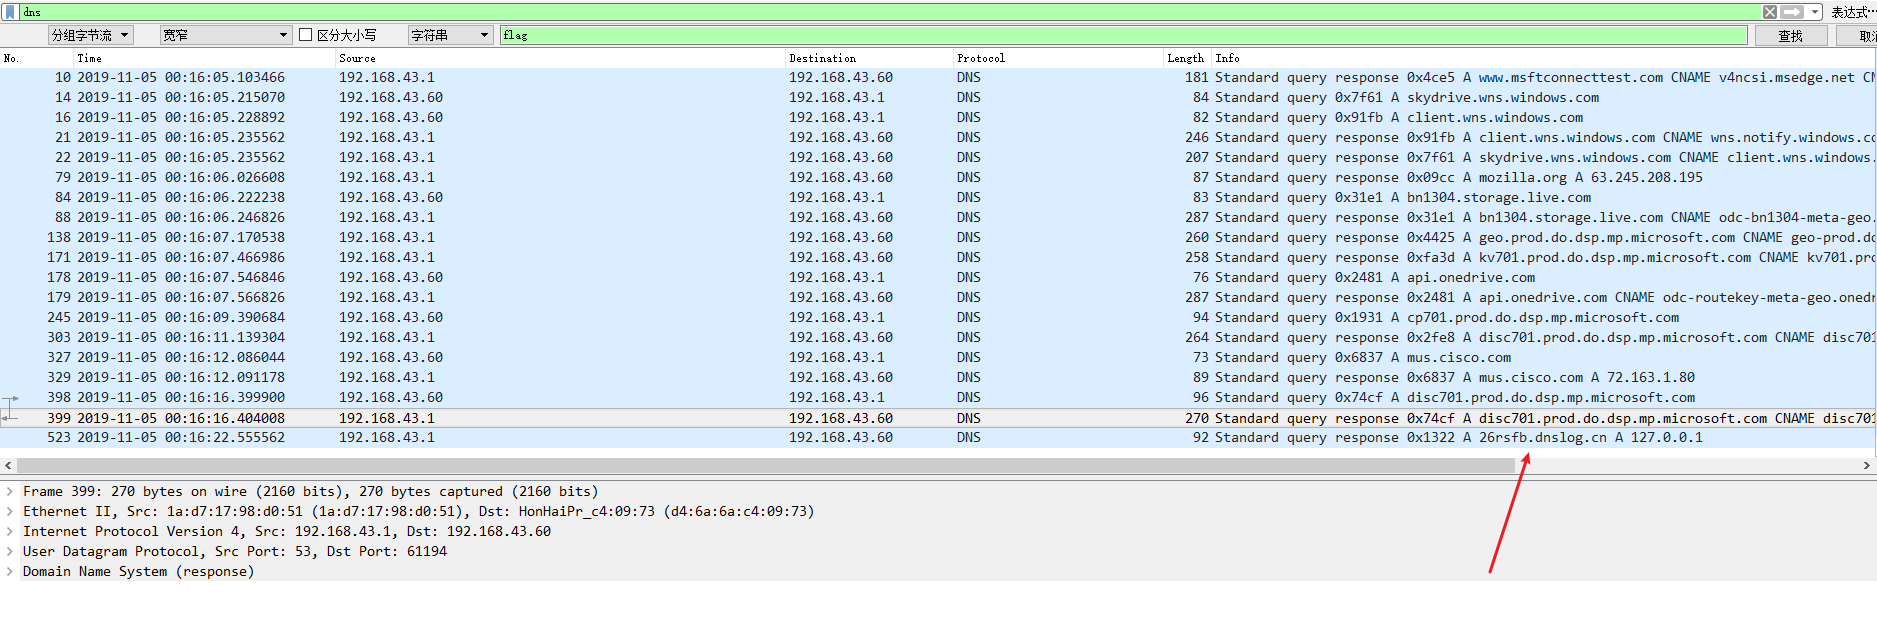 dns 表达式…
分组字节流 宽窄 区分大小写 字符串 flag 查找 取消
No. Time Source Destination Protocol Length Info
10 2019-11-05 00:16:05.103466 192.168.43.1 192.168.43.60 DNS 181 Standard query response 0x4ce5 A www.msftconnecttest.com CNAME v4ncsi.msedge.net CN
14 2019-11-05 00:16:05.215070 192.168.43.60 192.168.43.1 DNS 84 Standard query 0x7f61 A skydrive.wns.windows.com
16 2019-11-05 00:16:05.228892 192.168.43.60 192.168.43.1 DNS 82 Standard query 0x91fb A client.wns.windows.com
21 2019-11-05 00:16:05.235562 192.168.43.1 192.168.43.60 DNS 246 Standard query response 0x91fb A client.wns.windows.com CNAME wns.notify.windows.co
22 2019-11-05 00:16:05.235562 192.168.43.1 192.168.43.60 DNS 207 Standard query response 0x7f61 A skydrive.wns.windows.com CNAME client.wns.windows.
79 2019-11-05 00:16:06.026608 192.168.43.1 192.168.43.60 DNS 87 Standard query response 0x09cc A mozilla.org A 63.245.208.195
84 2019-11-05 00:16:06.222238 192.168.43.60 192.168.43.1 DNS 83 Standard query 0x31e1 A bn1304.storage.live.com
88 2019-11-05 00:16:06.246826 192.168.43.1 192.168.43.60 DNS 287 Standard query response 0x31e1 A bn1304.storage.live.com CNAME odc-bn1304-meta-geo.
138 2019-11-05 00:16:07.170538 192.168.43.1 192.168.43.60 DNS 260 Standard query response 0x4425 A geo.prod.do.dsp.mp.microsoft.com CNAME geo-prod.do
171 2019-11-05 00:16:07.466986 192.168.43.1 192.168.43.60 DNS 258 Standard query response 0xfa3d A kv701.prod.do.dsp.mp.microsoft.com CNAME kv701.pro
178 2019-11-05 00:16:07.546846 192.168.43.60 192.168.43.1 DNS 76 Standard query 0x2481 A api.onedrive.com
179 2019-11-05 00:16:07.566826 192.168.43.1 192.168.43.60 DNS 287 Standard query response 0x2481 A api.onedrive.com CNAME odc-routekey-meta-geo.onedr
245 2019-11-05 00:16:09.390684 192.168.43.60 192.168.43.1 DNS 94 Standard query 0x1931 A cp701.prod.do.dsp.mp.microsoft.com
303 2019-11-05 00:16:11.139304 192.168.43.1 192.168.43.60 DNS 264 Standard query response 0x2fe8 A disc701.prod.do.dsp.mp.microsoft.com CNAME disc701
327 2019-11-05 00:16:12.086044 192.168.43.60 192.168.43.1 DNS 73 Standard query 0x6837 A mus.cisco.com
329 2019-11-05 00:16:12.091178 192.168.43.1 192.168.43.60 DNS 89 Standard query response 0x6837 A mus.cisco.com A 72.163.1.80
398 2019-11-05 00:16:16.399900 192.168.43.60 192.168.43.1 DNS 96 Standard query 0x74cf A disc701.prod.do.dsp.mp.microsoft.com
399 2019-11-05 00:16:16.404008 192.168.43.1 192.168.43.60 DNS 270 Standard query response 0x74cf A disc701.prod.do.dsp.mp.microsoft.com CNAME disc701
523 2019-11-05 00:16:22.555562 192.168.43.1 192.168.43.60 DNS 92 Standard query response 0x1322 A 26rsfb.dnslog.cn A 127.0.0.1
Frame 399: 270 bytes on wire (2160 bits), 270 bytes captured (2160 bits)
Ethernet II, Src: 1a:d7:17:98:d0:51 (1a:d7:17:98:d0:51), Dst: HonHaiPr_c4:09:73 (d4:6a:6a:c4:09:73)
Internet Protocol Version 4, Src: 192.168.43.1, Dst: 192.168.43.60
User Datagram Protocol, Src Port: 53, Dst Port: 61194
Domain Name System (response)